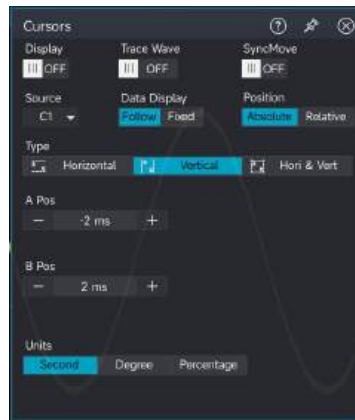 Cursors
Display Trace Wave SyncMove
OFF OFF OFF
Source Data Display Position
C1 Follow Fixed Absolute Relative
Type
Horizontal Vertical Hori & Vert
A Pos
− -2 ms +
B Pos
− 2 ms +
Units
Second Degree Percentage